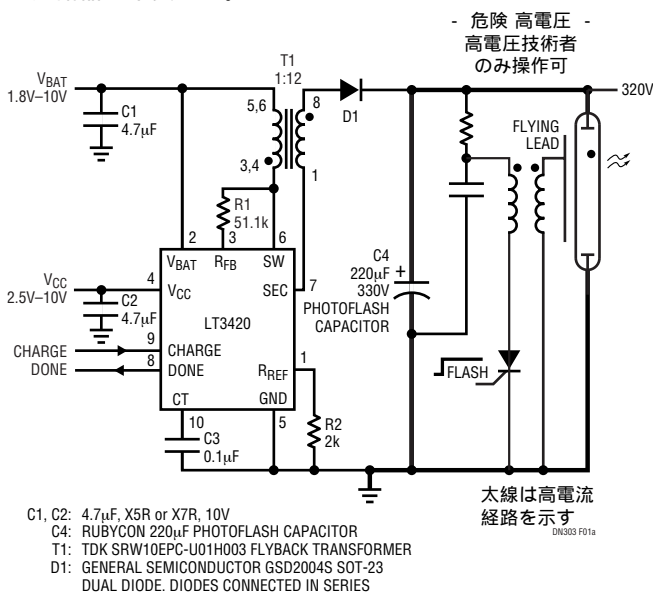 - 危険 高電圧 -
高電圧技術者
のみ操作可
T1
1:12
VBAT
1.8V–10V
C1
4.7µF
5,6
8
D1
320V
FLYING
LEAD
3,4
1
R1
51.1k
2
3
6
VBAT
RFB
SW
C4
220µF
+
330V
PHOTOFLASH
CAPACITOR
VCC
2.5V–10V
4
VCC
SEC
7
C2
4.7µF
LT3420
CHARGE
9
CHARGE
DONE
8
DONE
RREF
1
FLASH
CT
GND
10
5
C3
0.1µF
R2
2k
太線は高電流
経路を示す
DN303 F01a
C1, C2: 4.7µF, X5R or X7R, 10V
C4: RUBYCON 220µF PHOTOFLASH CAPACITOR
T1: TDK SRW10EPC-U01H003 FLYBACK TRANSFORMER
D1: GENERAL SEMICONDUCTOR GSD2004S SOT-23
DUAL DIODE. DIODES CONNECTED IN SERIES